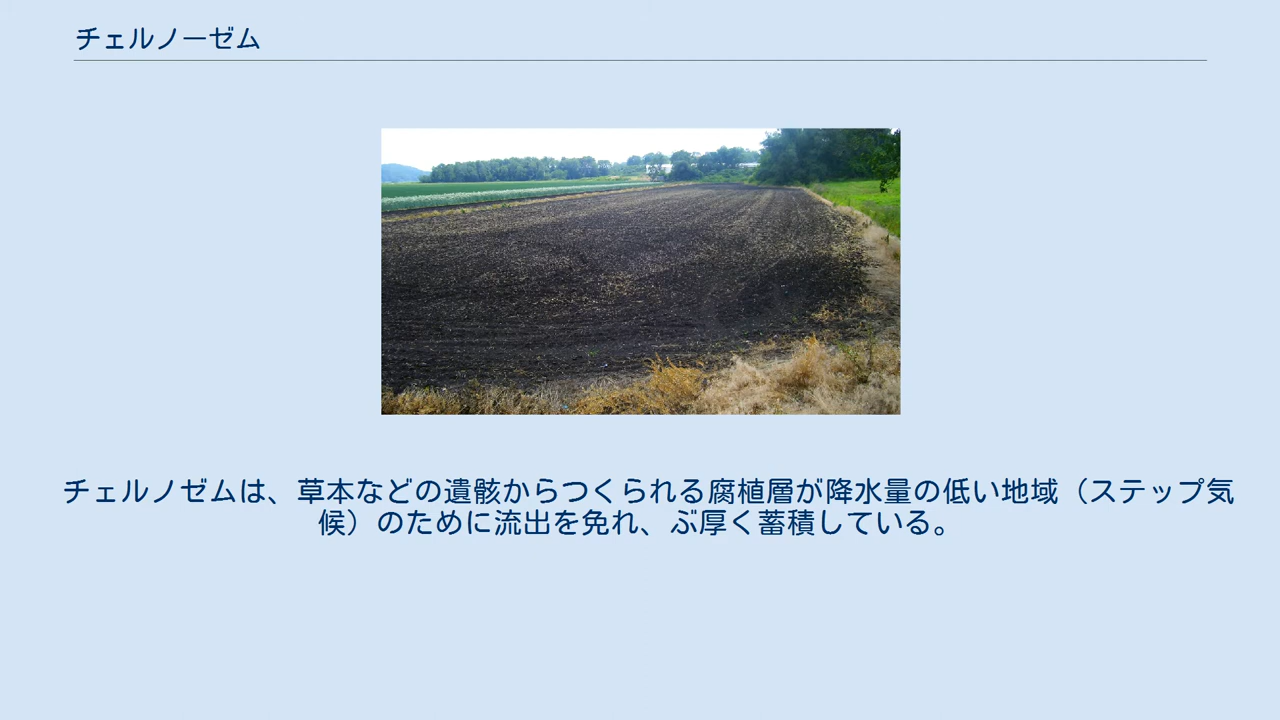 チェルノーゼム
チェルノゼムは、草本などの遺骸からつくられる腐植層が降水量の低い地域（ステップ気
候）のために流出を免れ、ぶ厚く蓄積している。